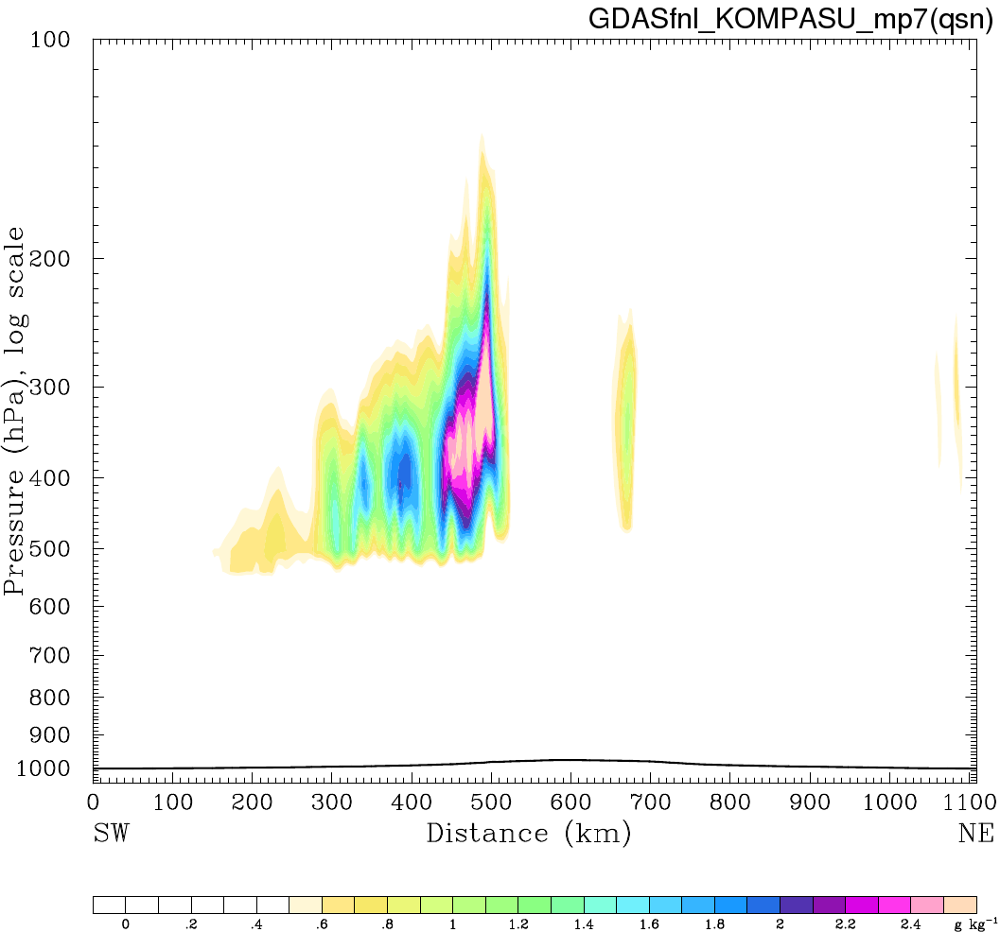 GDASfnl_KOMPASU_mp7(qsn)
100
200
300
400
500
600
700
800
900
1000
Pressure (hPa), log scale
0 100 200 300 400 500 600 700 800 900 1000 1100
SW Distance (km) NE
0 .2 .4 .6 .8 1 1.2 1.4 1.6 1.8 2 2.2 2.4 g kg⁻¹